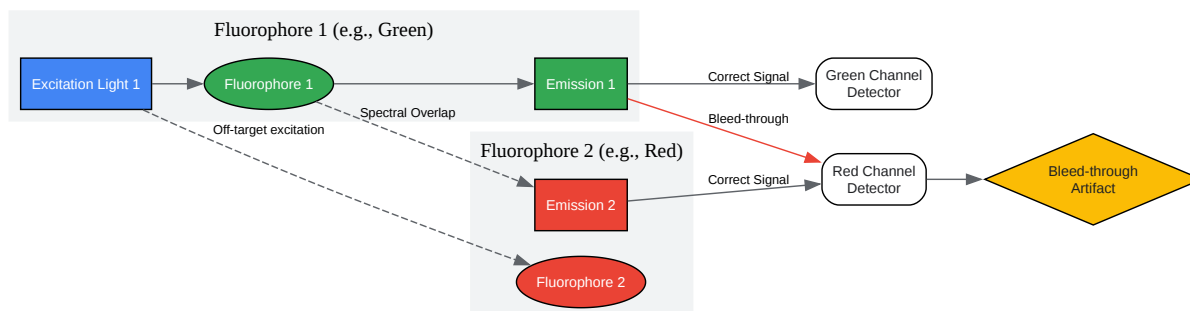 Fluorophore 1 (e.g., Green)
Excitation Light 1
Fluorophore 1
Emission 1
Correct Signal
Green Channel
Detector
Spectral Overlap
Off-target excitation
Bleed-through
Fluorophore 2 (e.g., Red)
Emission 2
Correct Signal
Red Channel
Detector
Bleed-through
Artifact
Fluorophore 2